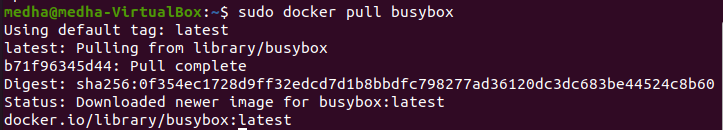 medha@medha-VirtualBox:~$ sudo docker pull busybox
Using default tag: latest
latest: Pulling from library/busybox
b71f96345d44: Pull complete
Digest: sha256:0f354ec1728d9ff32edcd7d1b8bbdfc798277ad36120dc3dc683be44524c8b60
Status: Downloaded newer image for busybox:latest
docker.io/library/busybox:latest